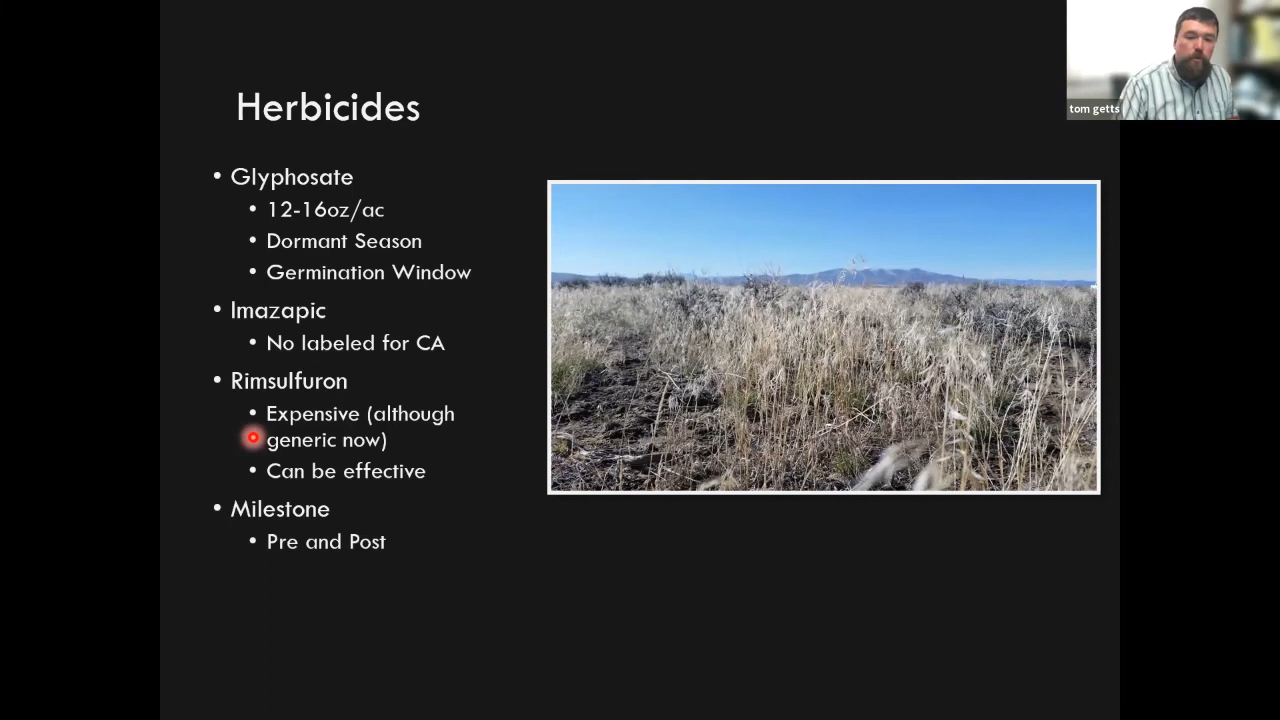 tom getts
Herbicides
• Glyphosate
• 12-16oz/ac
• Dormant Season
• Germination Window
• Imazapic
• No labeled for CA
• Rimsulfuron
• Expensive (although
generic now)
• Can be effective
• Milestone
• Pre and Post